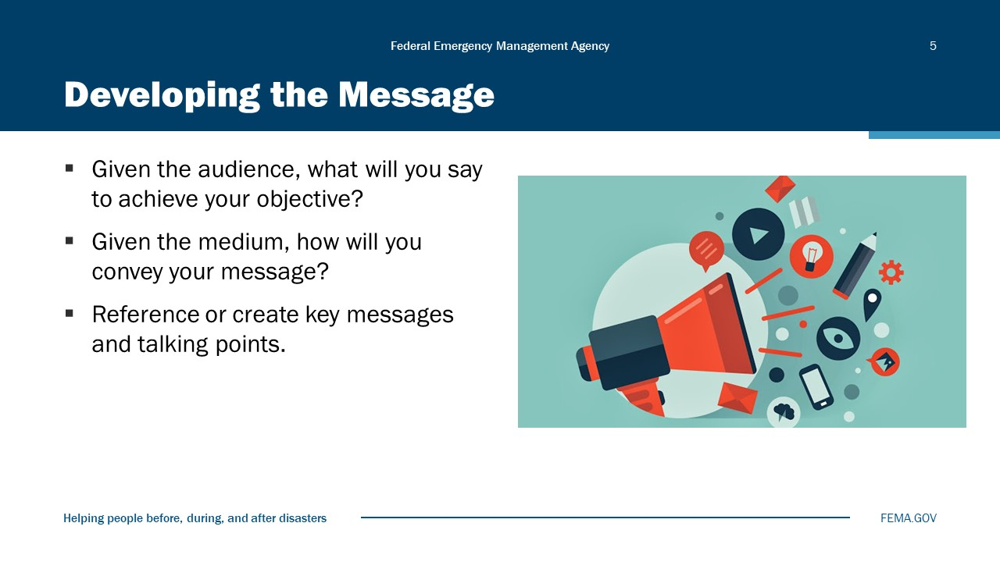 Federal Emergency Management Agency
5
Developing the Message
▪ Given the audience, what will you say
to achieve your objective?
▪ Given the medium, how will you
convey your message?
▪ Reference or create key messages
and talking points.
Helping people before, during, and after disasters
FEMA.GOV